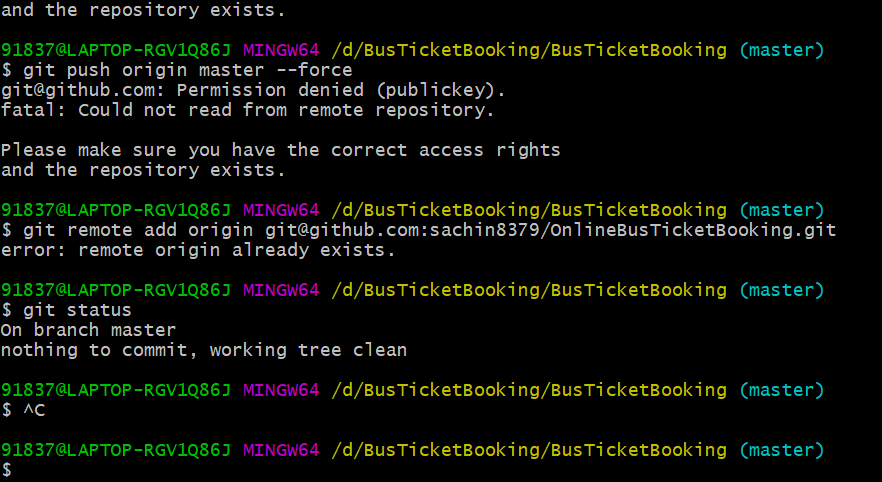 and the repository exists.
91837@LAPTOP-RGV1Q86J MINGW64 /d/BusTicketBooking/BusTicketBooking (master)
$ git push origin master --force
git@github.com: Permission denied (publickey).
fatal: Could not read from remote repository.
Please make sure you have the correct access rights
and the repository exists.
91837@LAPTOP-RGV1Q86J MINGW64 /d/BusTicketBooking/BusTicketBooking (master)
$ git remote add origin git@github.com:sachin8379/OnlineBusTicketBooking.git
error: remote origin already exists.
91837@LAPTOP-RGV1Q86J MINGW64 /d/BusTicketBooking/BusTicketBooking (master)
$ git status
On branch master
nothing to commit, working tree clean
91837@LAPTOP-RGV1Q86J MINGW64 /d/BusTicketBooking/BusTicketBooking (master)
$ ^C
91837@LAPTOP-RGV1Q86J MINGW64 /d/BusTicketBooking/BusTicketBooking (master)
$